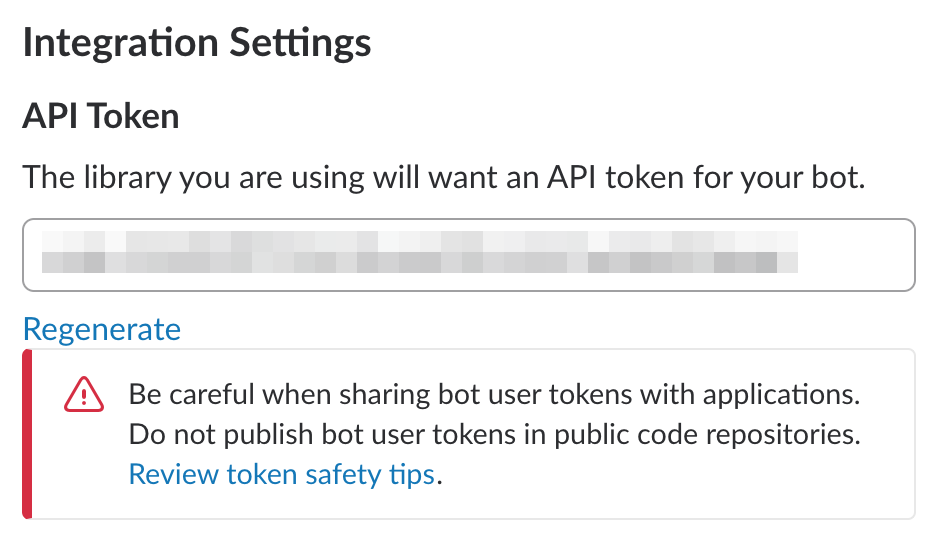 Integration Settings
API Token
The library you are using will want an API token for your bot.
Regenerate
Be careful when sharing bot user tokens with applications.
Do not publish bot user tokens in public code repositories.
Review token safety tips.